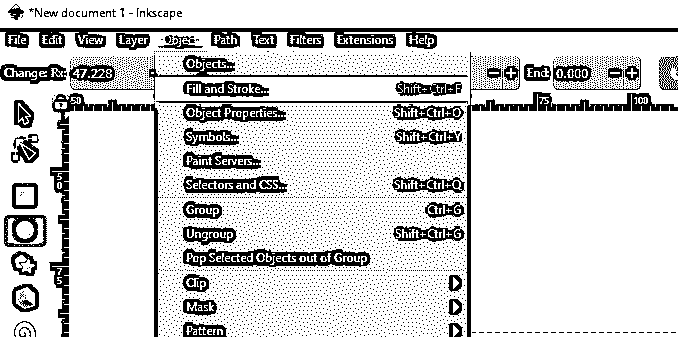 *New document 1 - Inkscape
File Edit View Layer Object Path Text Filters Extensions Help
Change: Rx: 47.228 End: 0.000
Objects...
Fill and Stroke... Shift+Ctrl+F
50 75 100
Object Properties... Shift+Ctrl+O
Symbols... Shift+Ctrl+Y
Paint Servers...
Selectors and CSS... Shift+Ctrl+Q
Group Ctrl+G
Ungroup Shift+Ctrl+G
Pop Selected Objects out of Group
Clip
Mask
Pattern